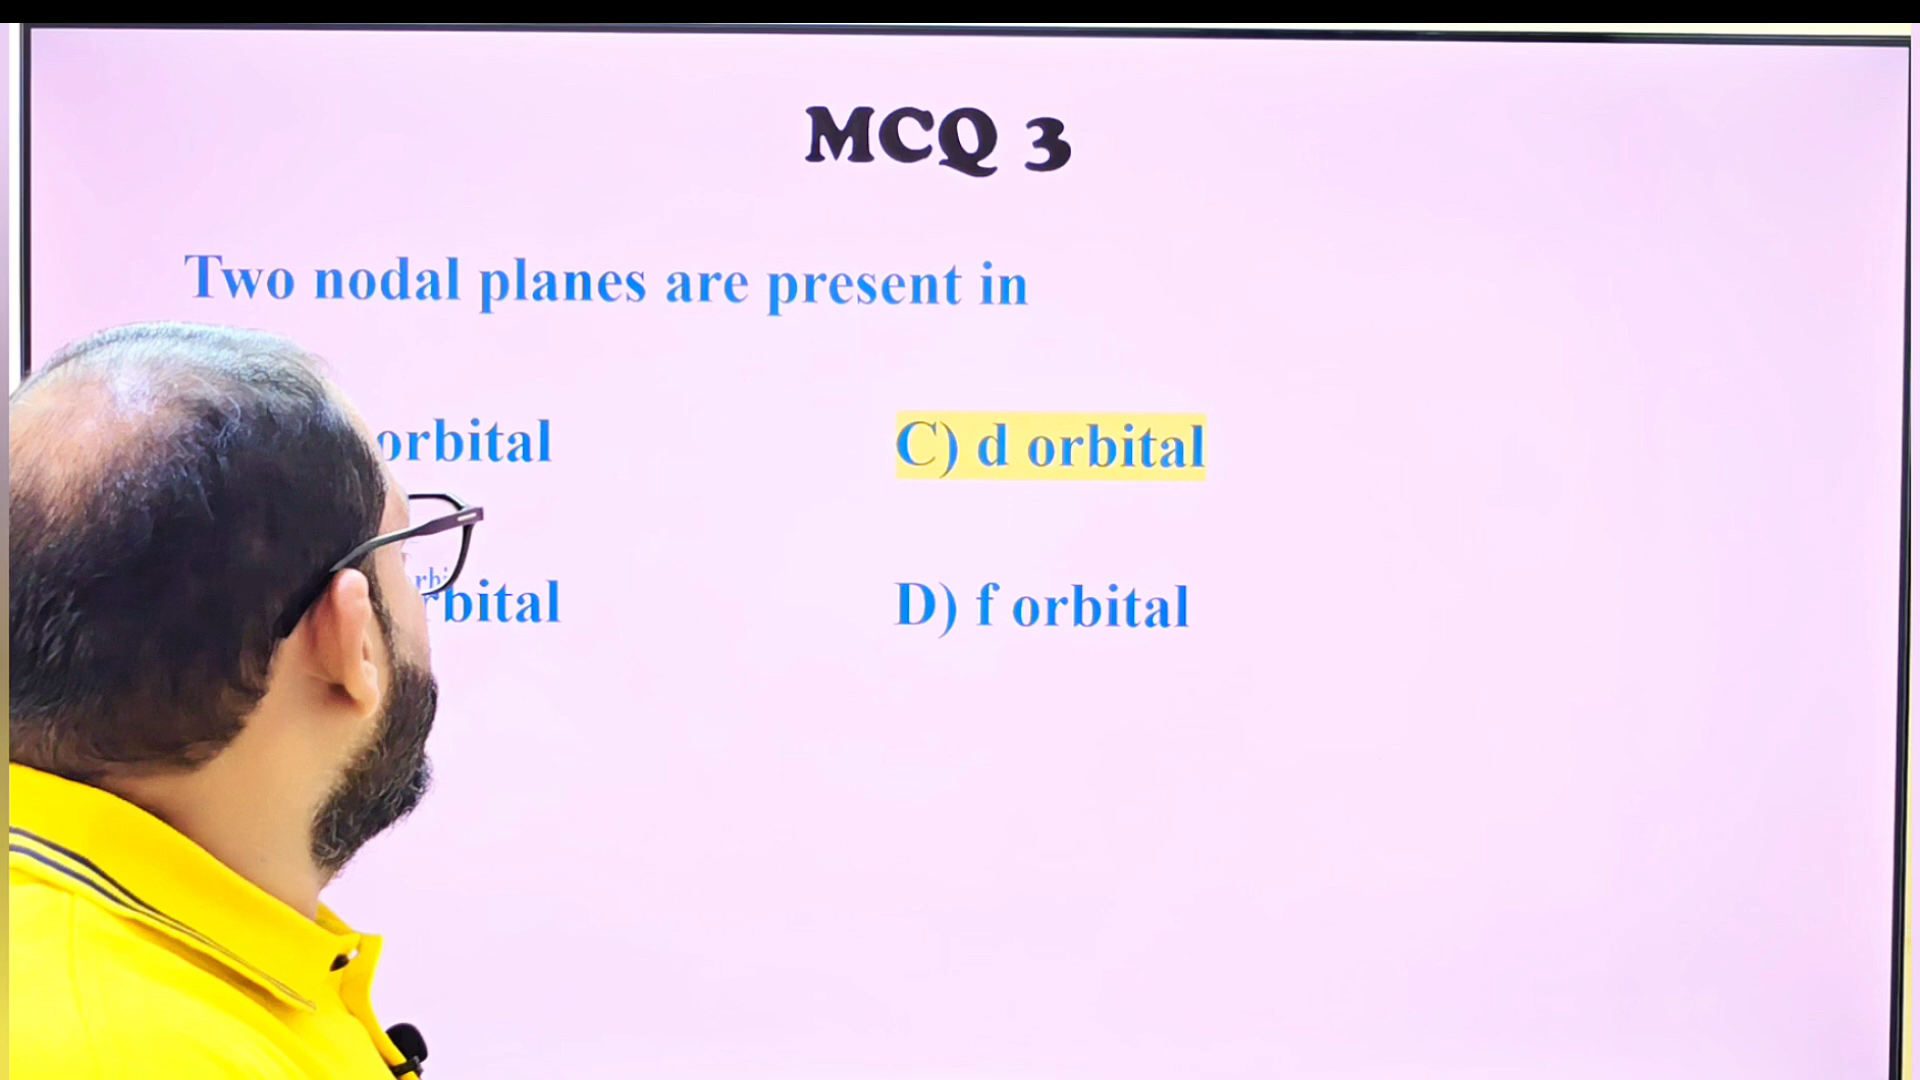 MCQ 3
Two nodal planes are present in
orbital
C) d orbital
bital
D) f orbital